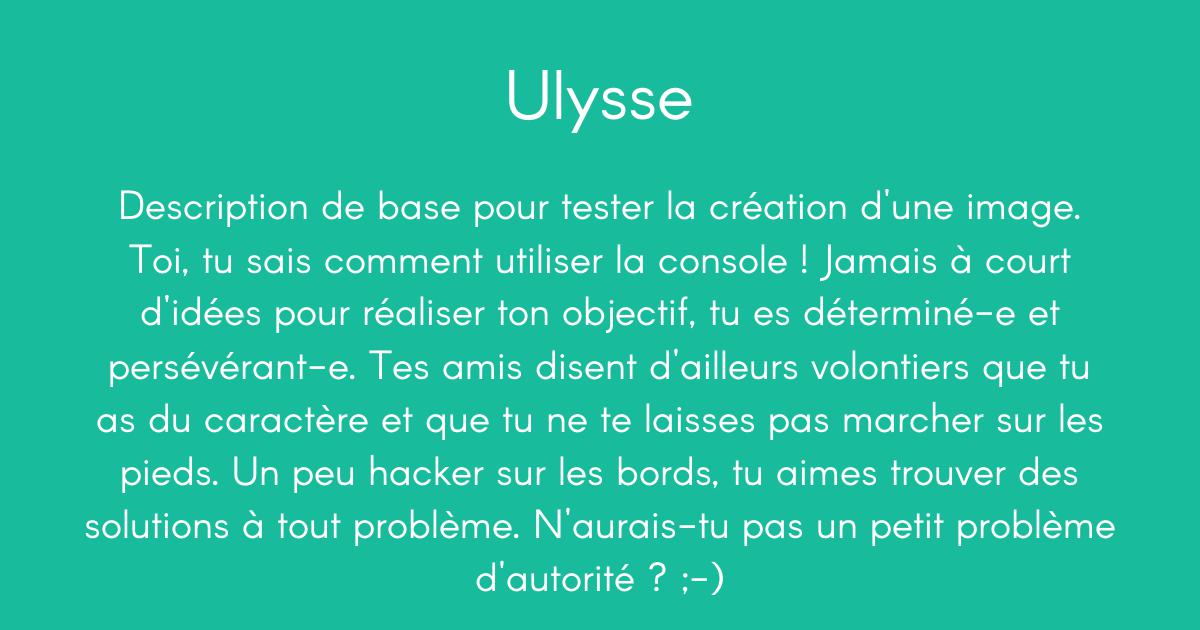 Ulysse
Description de base pour tester la création d'une image.
Toi, tu sais comment utiliser la console ! Jamais à court
d'idées pour réaliser ton objectif, tu es déterminé-e et
persévérant-e. Tes amis disent d'ailleurs volontiers que tu
as du caractère et que tu ne te laisses pas marcher sur les
pieds. Un peu hacker sur les bords, tu aimes trouver des
solutions à tout problème. N'aurais-tu pas un petit problème
d'autorité ? ;-)